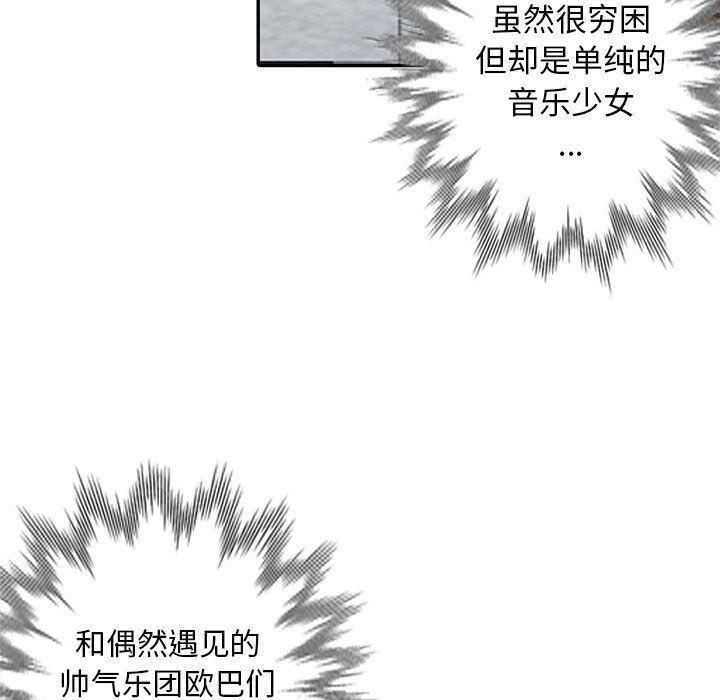 虽然很穷困
但却是单纯的
音乐少女
...
和偶然遇见的
帅气乐团欧巴们